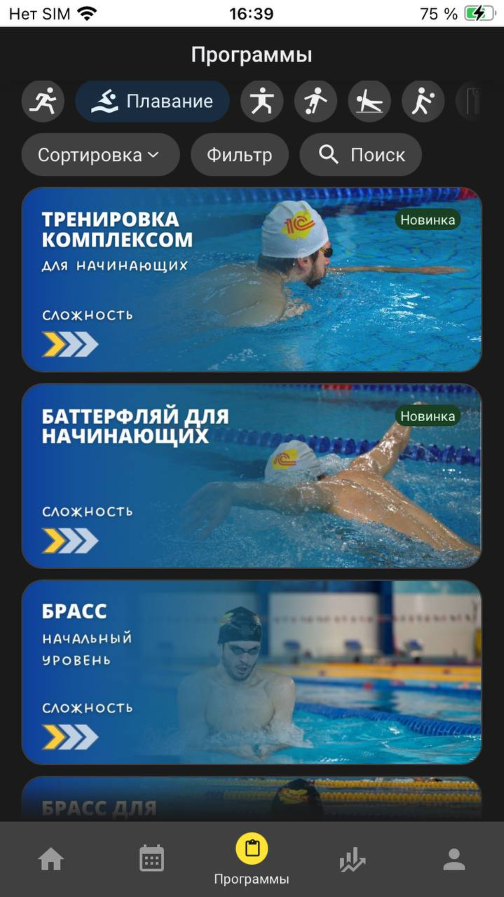 Нет SIM 16:39 75 %
Программы
Плавание
Сортировка Фильтр Поиск
ТРЕНИРОВКА
КОМПЛЕКСОМ
ДЛЯ НАЧИНАЮЩИХ
Новинка
1С
СЛОЖНОСТЬ
БАТТЕРФЛЯЙ ДЛЯ
НАЧИНАЮЩИХ
Новинка
СЛОЖНОСТЬ
БРАСС
НАЧАЛЬНЫЙ
УРОВЕНЬ
СЛОЖНОСТЬ
БРАСС ДЛЯ
Программы